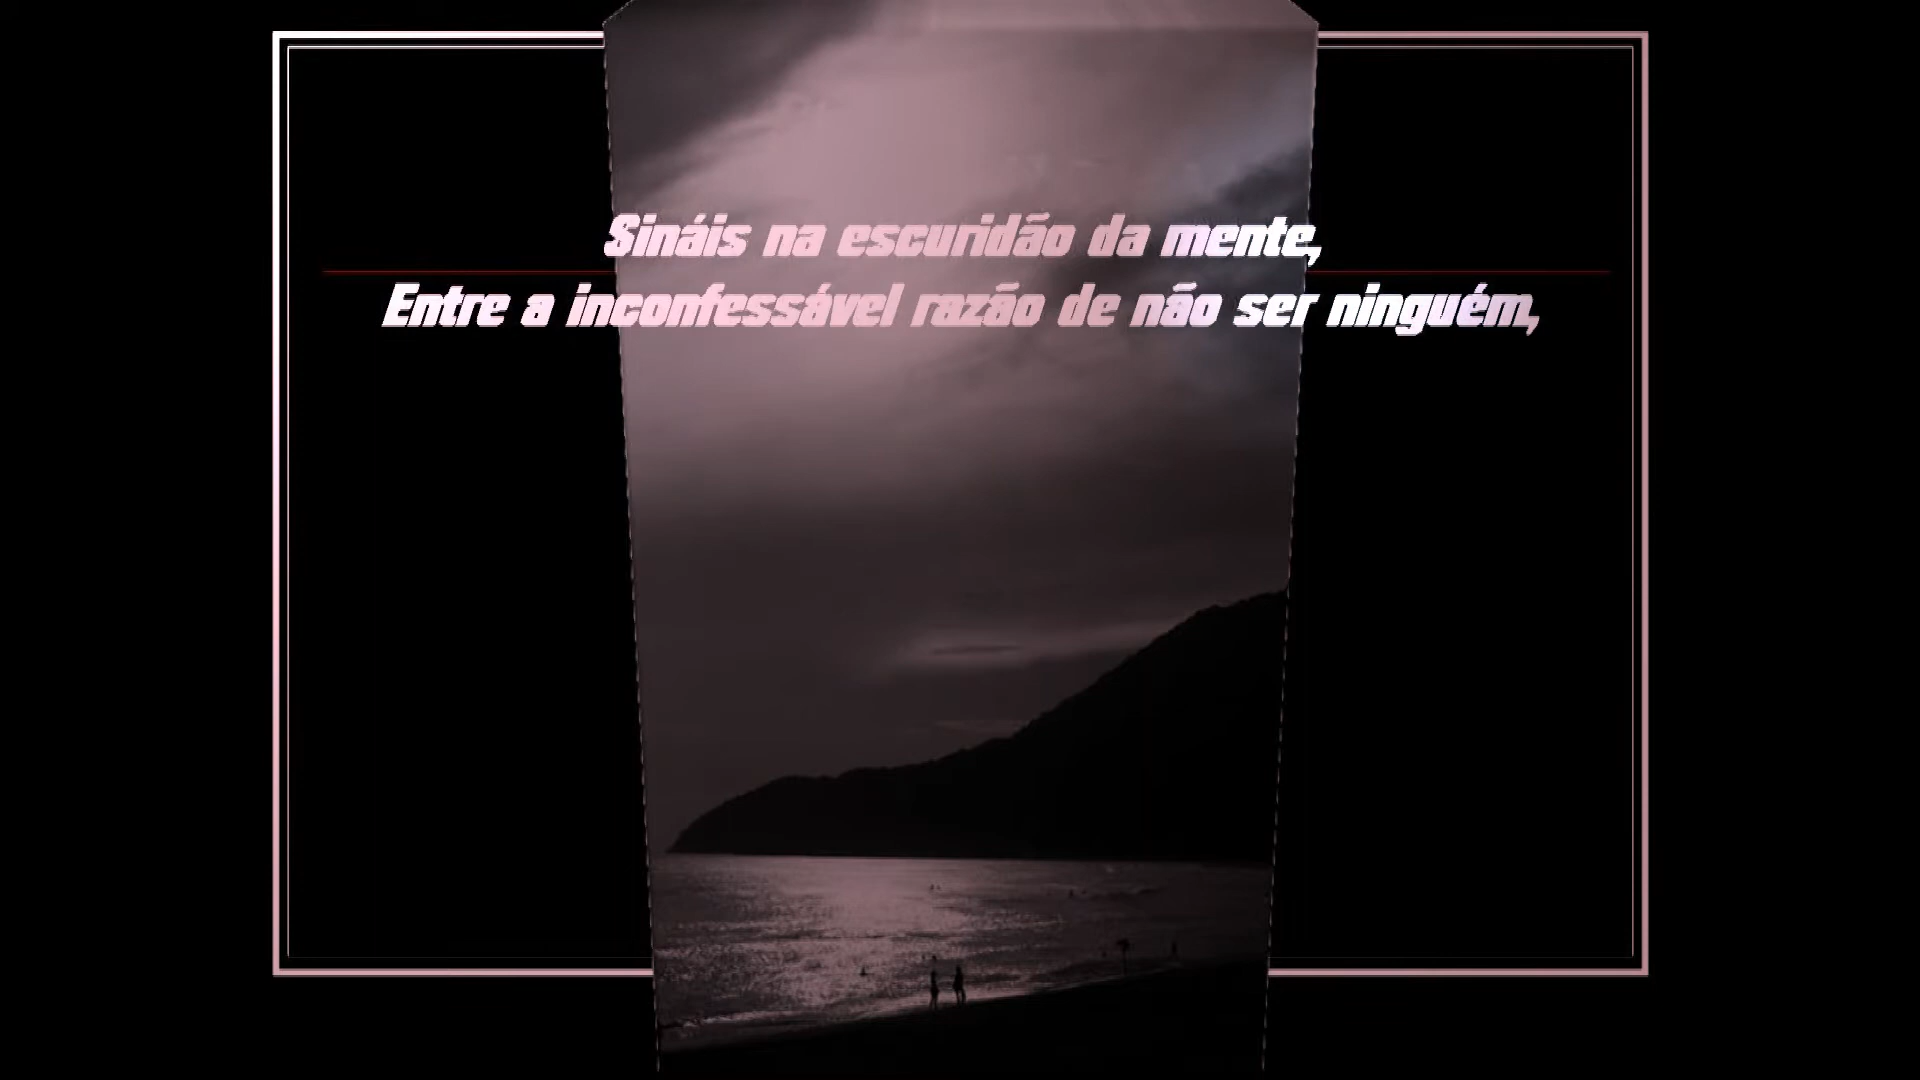 Sináis na escuridão da mente,
Entre a inconfessável razão de não ser ninguém,